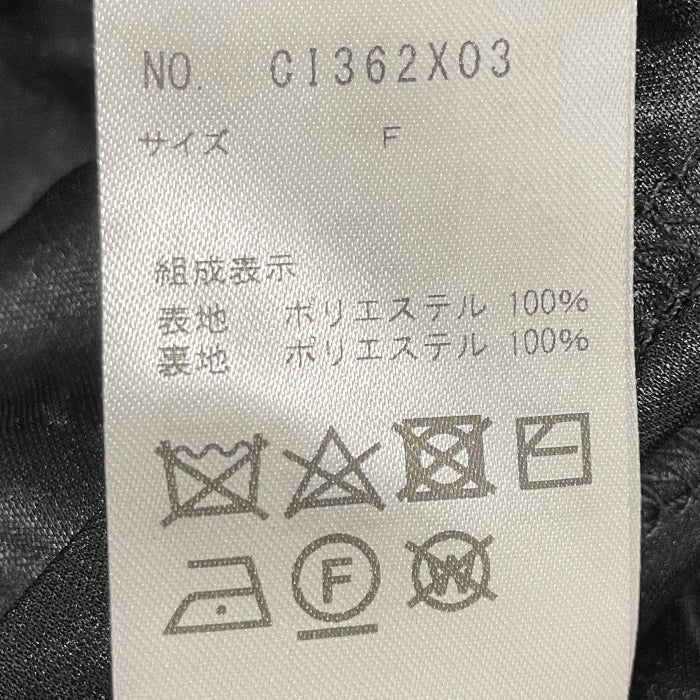 NO. CI362X03
サイズ F
組成表示
表地 ポリエステル 100%
裏地 ポリエステル 100%
F W